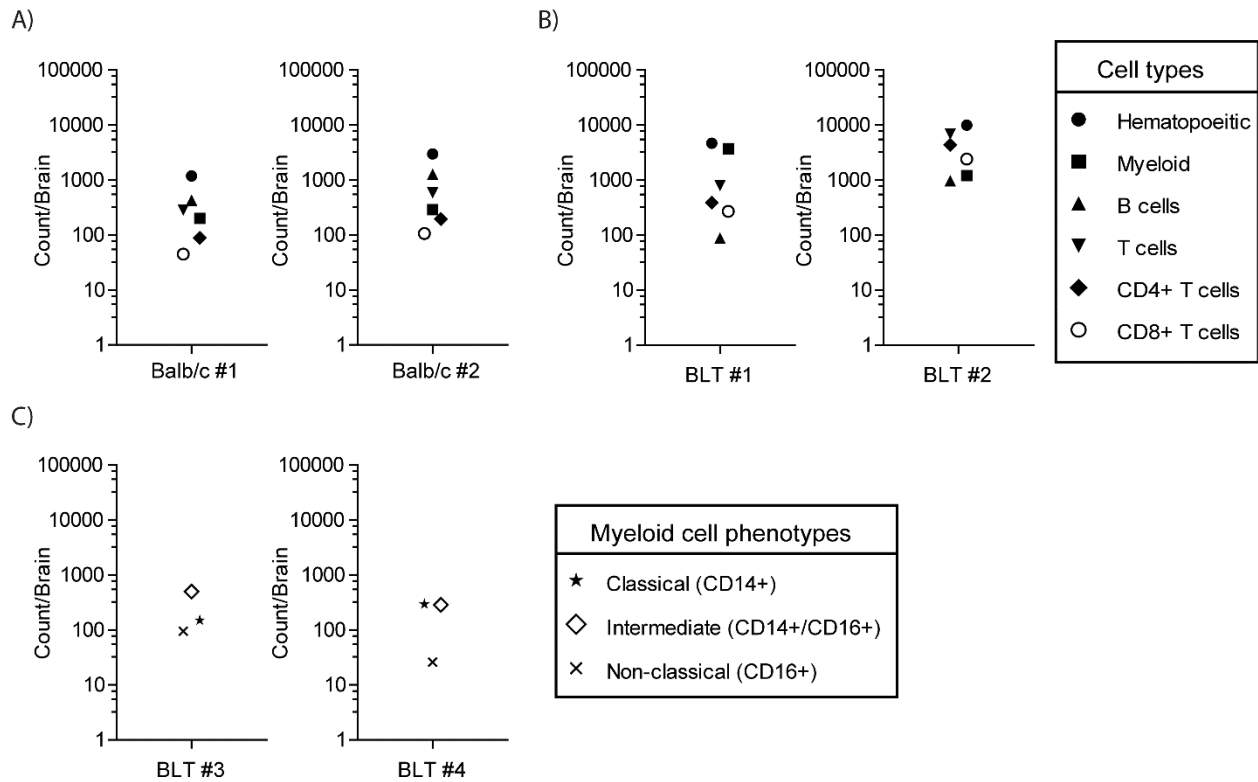 A)
B)
100000
10000
1000
100
10
1
Count/Brain
Balb/c #1
100000
10000
1000
100
10
1
Count/Brain
Balb/c #2
100000
10000
1000
100
10
1
Count/Brain
BLT #1
100000
10000
1000
100
10
1
Count/Brain
BLT #2
Cell types
Hematopoeitic
Myeloid
B cells
T cells
CD4+ T cells
CD8+ T cells
C)
100000
10000
1000
100
10
1
Count/Brain
BLT #3
100000
10000
1000
100
10
1
Count/Brain
BLT #4
Myeloid cell phenotypes
Classical (CD14+)
Intermediate (CD14+/CD16+)
Non-classical (CD16+)